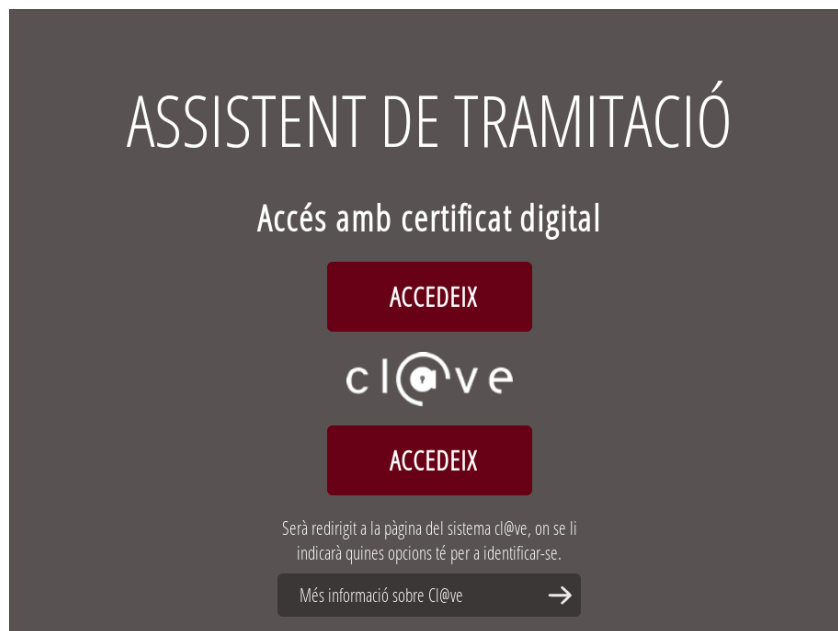 ASSISTENT DE TRAMITACIÓ
Accés amb certificat digital
ACCEDEIX
cl@ve
ACCEDEIX
Serà redirigit a la pàgina del sistema cl@ve, on se li
indicarà quines opcions té per a identificar-se.
Més informació sobre Cl@ve